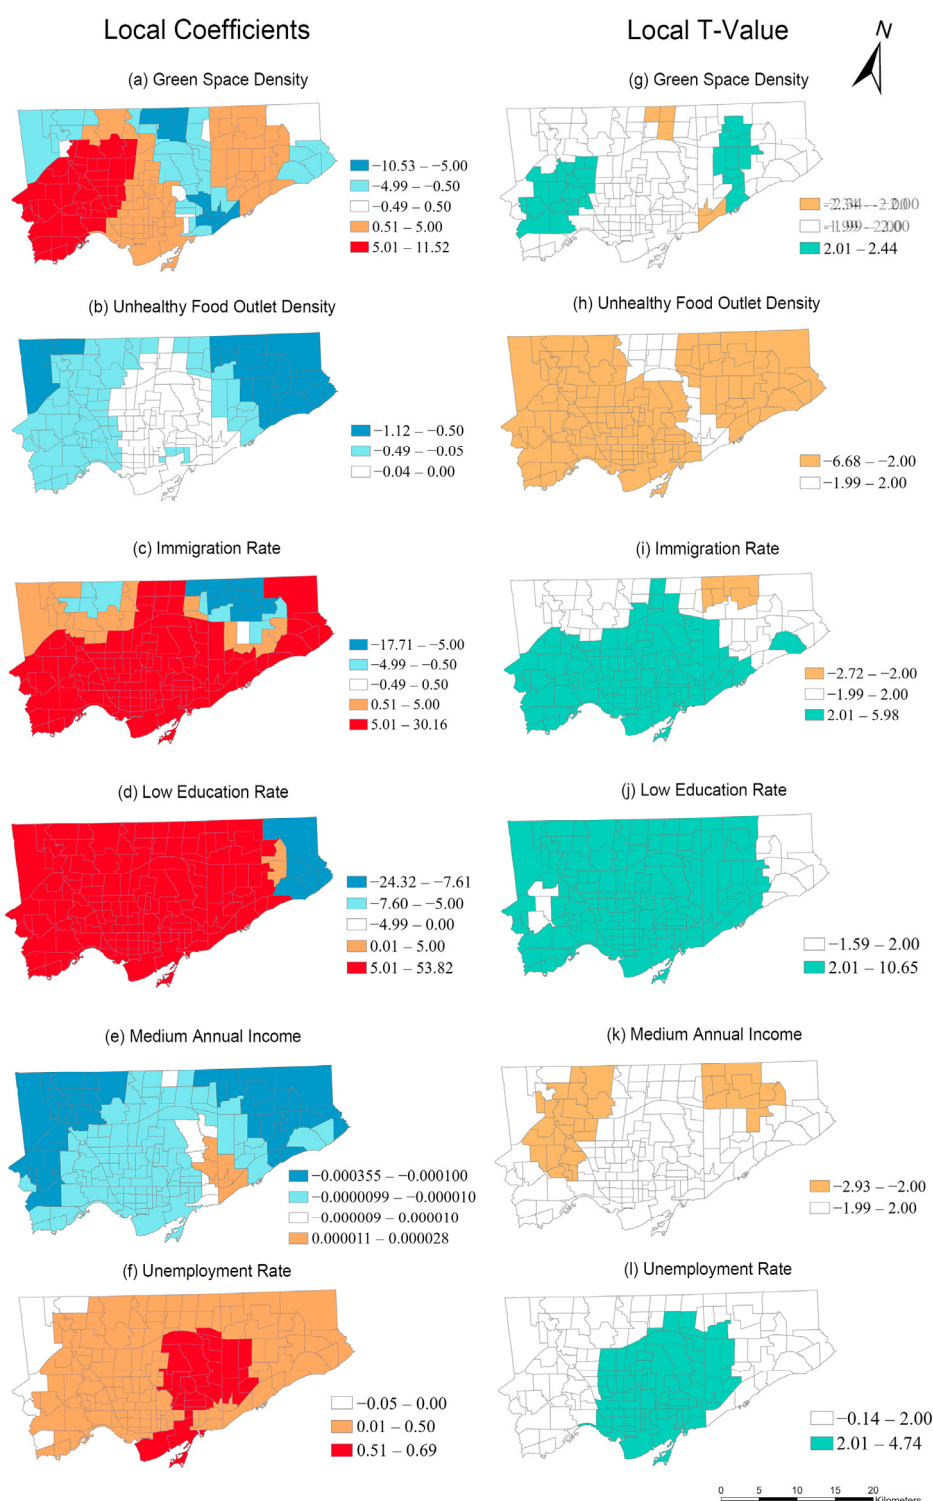 Local Coefficients
Local T-Value
N
(a) Green Space Density
−10.53 – −5.00
−4.99 – −0.50
−0.49 – 0.50
0.51 – 5.00
5.01 – 11.52
(g) Green Space Density
2.01 – 2.44
(b) Unhealthy Food Outlet Density
−1.12 – −0.50
−0.49 – −0.05
−0.04 – 0.00
(h) Unhealthy Food Outlet Density
−6.68 – −2.00
−1.99 – 2.00
(c) Immigration Rate
−17.71 – −5.00
−4.99 – −0.50
−0.49 – 0.50
0.51 – 5.00
5.01 – 30.16
(i) Immigration Rate
−2.72 – −2.00
−1.99 – 2.00
2.01 – 5.98
(d) Low Education Rate
−24.32 – −7.61
−7.60 – −5.00
−4.99 – 0.00
0.01 – 5.00
5.01 – 53.82
(j) Low Education Rate
−1.59 – 2.00
2.01 – 10.65
(e) Medium Annual Income
−0.000355 – −0.000100
−0.0000099 – −0.000010
−0.000009 – 0.000010
0.000011 – 0.000028
(k) Medium Annual Income
−2.93 – −2.00
−1.99 – 2.00
(f) Unemployment Rate
−0.05 – 0.00
0.01 – 0.50
0.51 – 0.69
(l) Unemployment Rate
−0.14 – 2.00
2.01 – 4.74
0 5 10 15 20
Kilometers